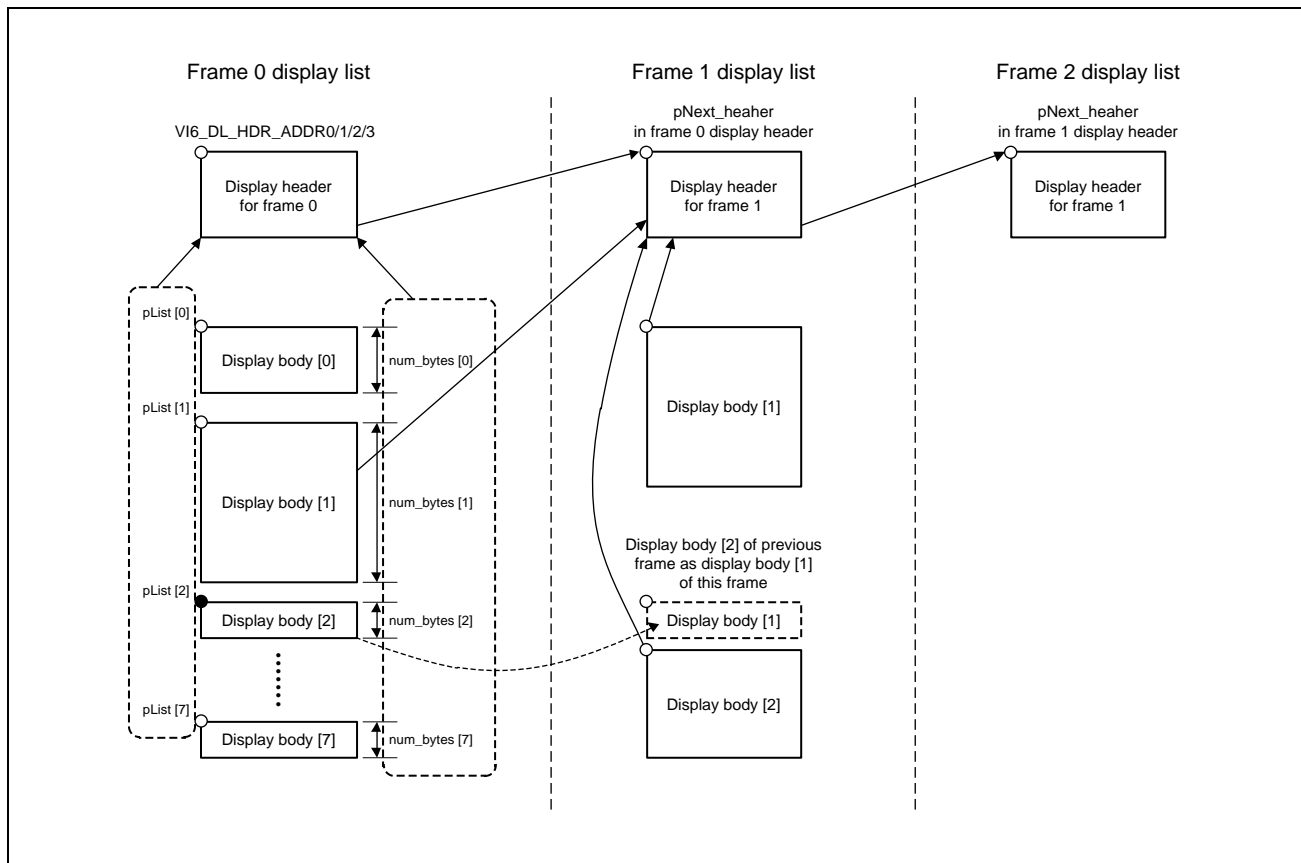 Frame 0 display list
Frame 1 display list
Frame 2 display list
VI6_DL_HDR_ADDR0/1/2/3
pNext_heaher
in frame 0 display header
pNext_heaher
in frame 1 display header
Display header
for frame 0
Display header
for frame 1
Display header
for frame 1
pList [0]
Display body [0]
num_bytes [0]
pList [1]
Display body [1]
num_bytes [1]
Display body [1]
Display body [2] of previous
frame as display body [1]
of this frame
pList [2]
Display body [2]
num_bytes [2]
Display body [1]
Display body [2]
pList [7]
Display body [7]
num_bytes [7]